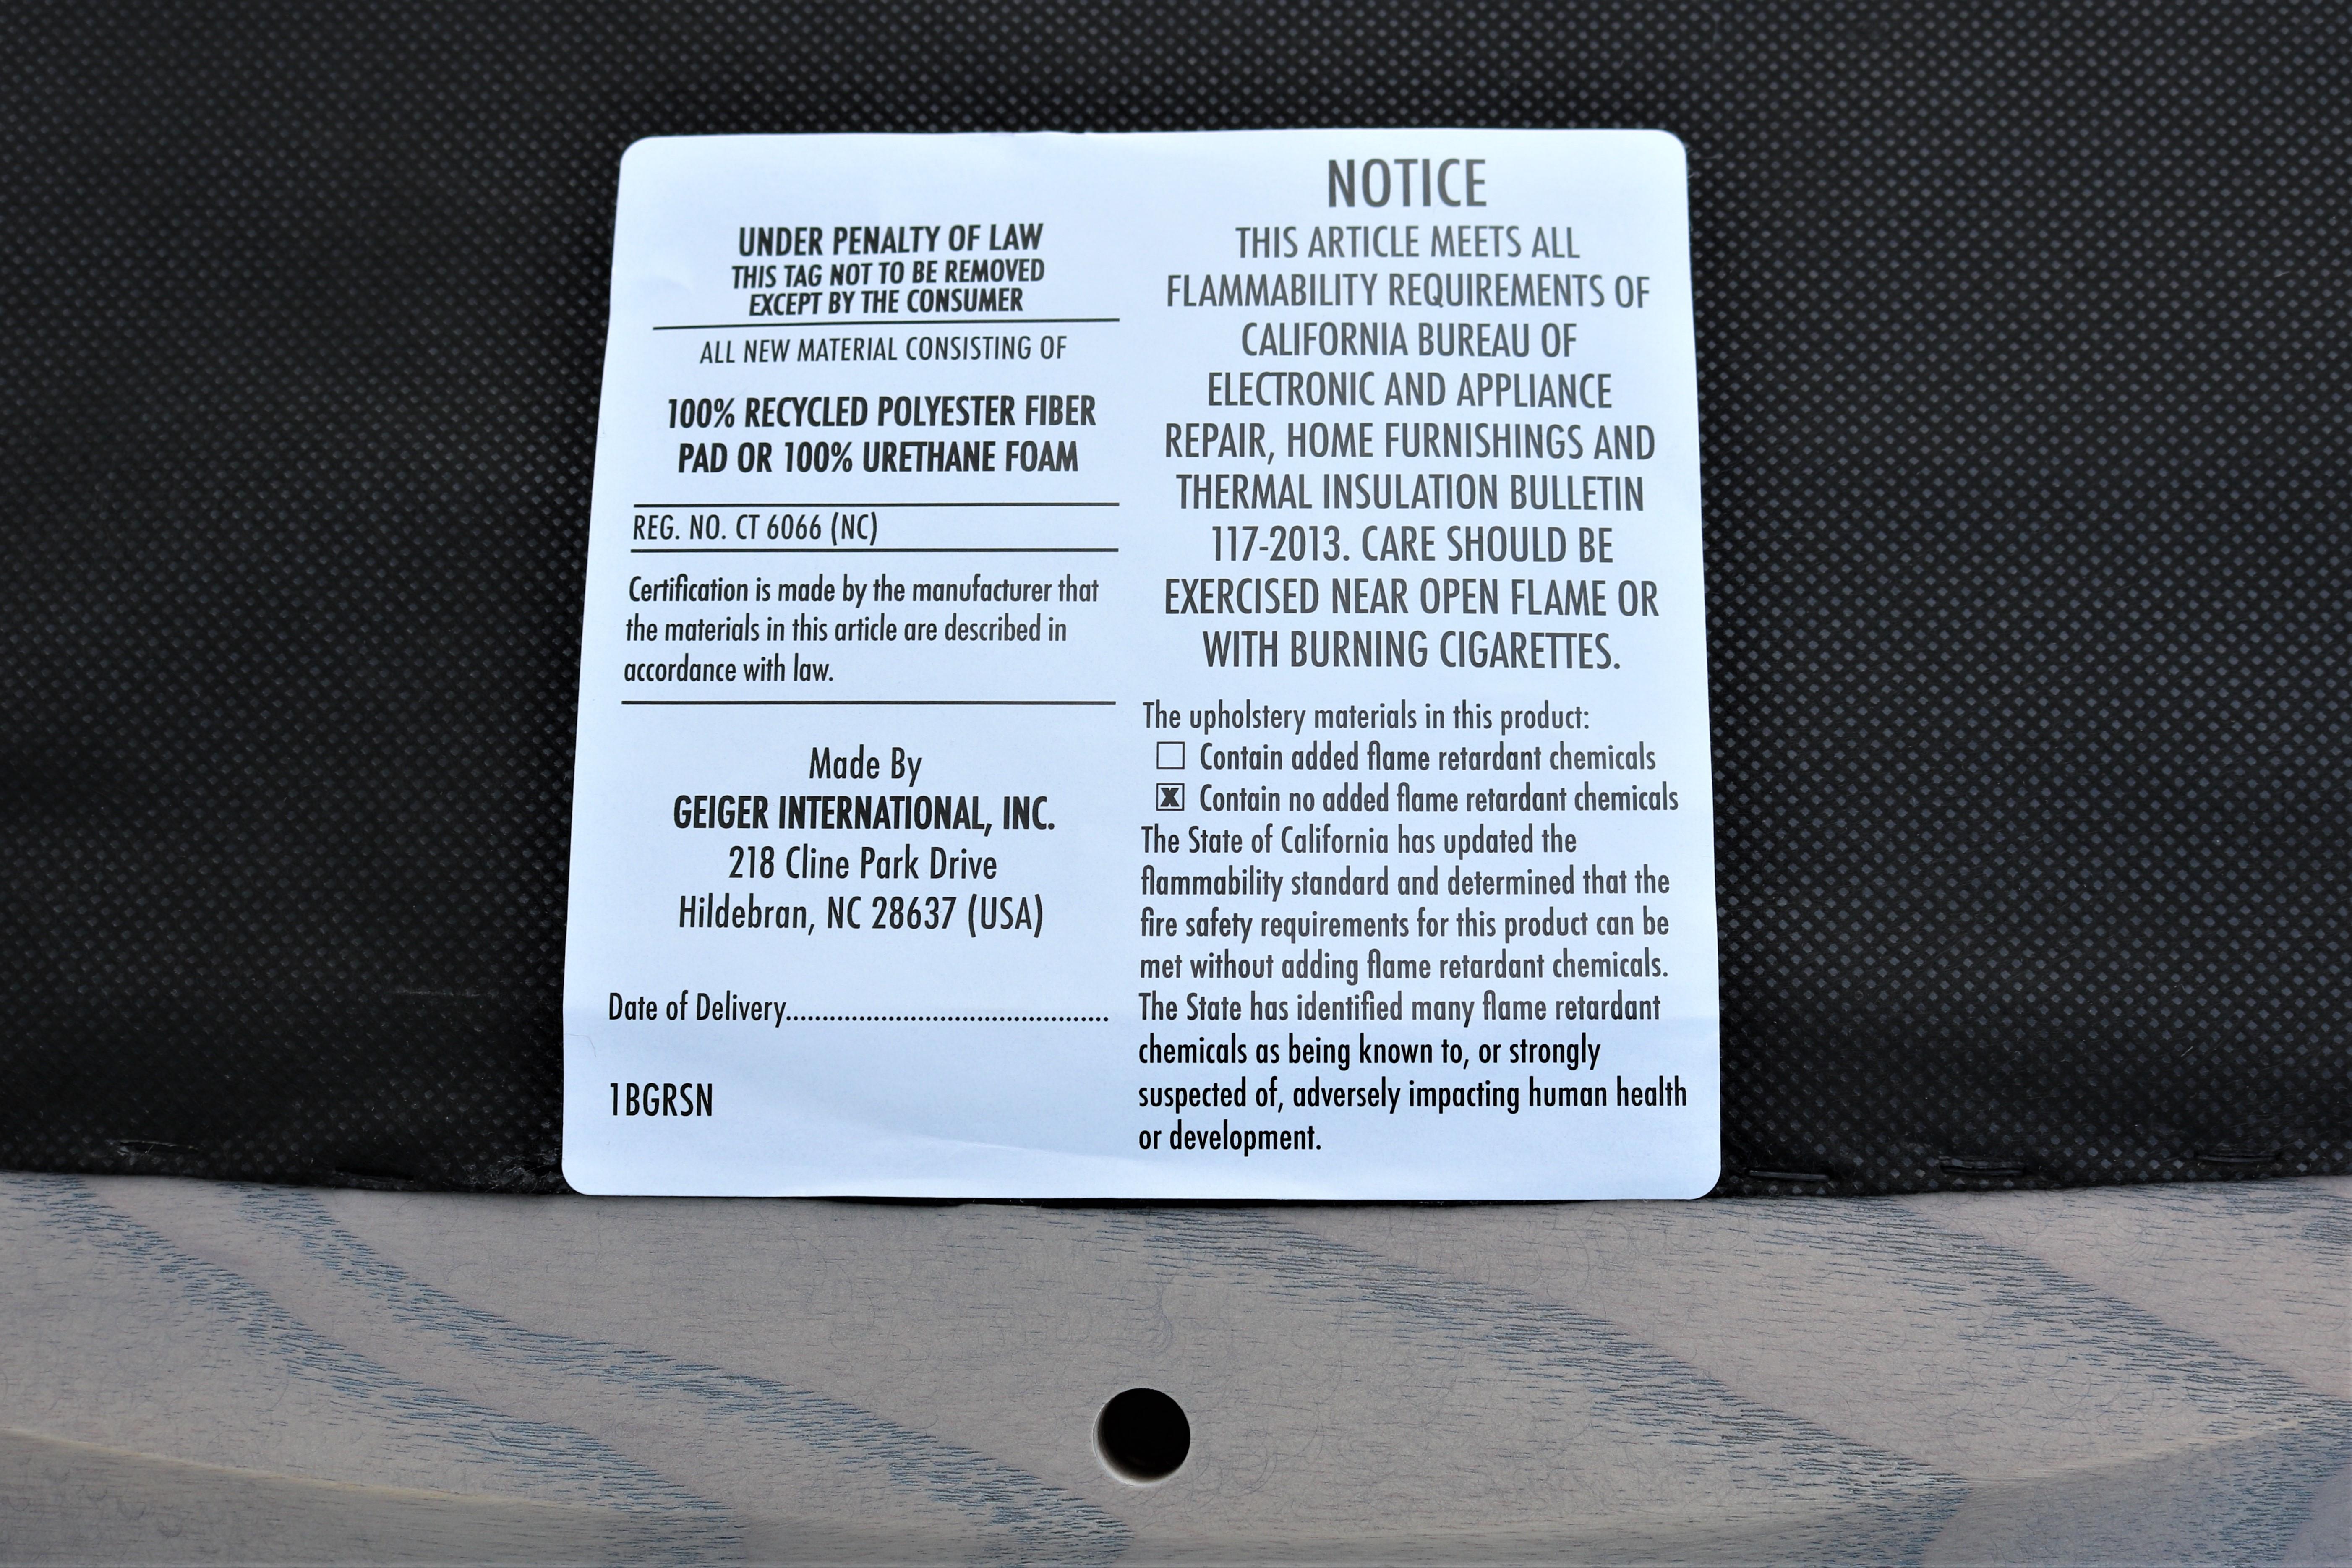 UNDER PENALTY OF LAW
THIS TAG NOT TO BE REMOVED
EXCEPT BY THE CONSUMER
ALL NEW MATERIAL CONSISTING OF
100% RECYCLED POLYESTER FIBER
PAD OR 100% URETHANE FOAM
REG. NO. CT 6066 (NC)
Certification is made by the manufacturer that
the materials in this article are described in
accordance with law.
Made By
GEIGER INTERNATIONAL, INC.
218 Cline Park Drive
Hildebran, NC 28637 (USA)
Date of Delivery............................................
1BGRSN
NOTICE
THIS ARTICLE MEETS ALL
FLAMMABILITY REQUIREMENTS OF
CALIFORNIA BUREAU OF
ELECTRONIC AND APPLIANCE
REPAIR, HOME FURNISHINGS AND
THERMAL INSULATION BULLETIN
117-2013. CARE SHOULD BE
EXERCISED NEAR OPEN FLAME OR
WITH BURNING CIGARETTES.
The upholstery materials in this product:
☐ Contain added flame retardant chemicals
☒ Contain no added flame retardant chemicals
The State of California has updated the
flammability standard and determined that the
fire safety requirements for this product can be
met without adding flame retardant chemicals.
The State has identified many flame retardant
chemicals as being known to, or strongly
suspected of, adversely impacting human health
or development.